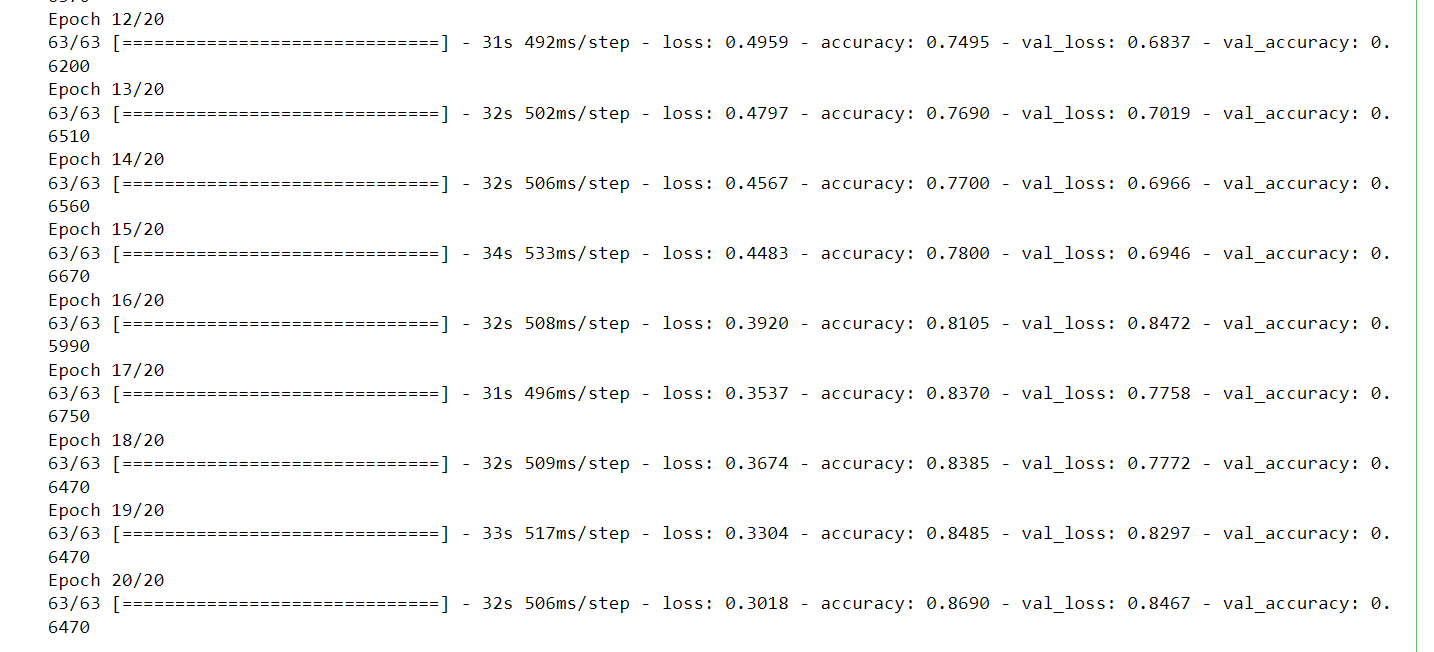 Epoch 12/20
63/63 [==============================] - 31s 492ms/step - loss: 0.4959 - accuracy: 0.7495 - val_loss: 0.6837 - val_accuracy: 0.
6200
Epoch 13/20
63/63 [==============================] - 32s 502ms/step - loss: 0.4797 - accuracy: 0.7690 - val_loss: 0.7019 - val_accuracy: 0.
6510
Epoch 14/20
63/63 [==============================] - 32s 506ms/step - loss: 0.4567 - accuracy: 0.7700 - val_loss: 0.6966 - val_accuracy: 0.
6560
Epoch 15/20
63/63 [==============================] - 34s 533ms/step - loss: 0.4483 - accuracy: 0.7800 - val_loss: 0.6946 - val_accuracy: 0.
6670
Epoch 16/20
63/63 [==============================] - 32s 508ms/step - loss: 0.3920 - accuracy: 0.8105 - val_loss: 0.8472 - val_accuracy: 0.
5990
Epoch 17/20
63/63 [==============================] - 31s 496ms/step - loss: 0.3537 - accuracy: 0.8370 - val_loss: 0.7758 - val_accuracy: 0.
6750
Epoch 18/20
63/63 [==============================] - 32s 509ms/step - loss: 0.3674 - accuracy: 0.8385 - val_loss: 0.7772 - val_accuracy: 0.
6470
Epoch 19/20
63/63 [==============================] - 33s 517ms/step - loss: 0.3304 - accuracy: 0.8485 - val_loss: 0.8297 - val_accuracy: 0.
6470
Epoch 20/20
63/63 [==============================] - 32s 506ms/step - loss: 0.3018 - accuracy: 0.8690 - val_loss: 0.8467 - val_accuracy: 0.
6470